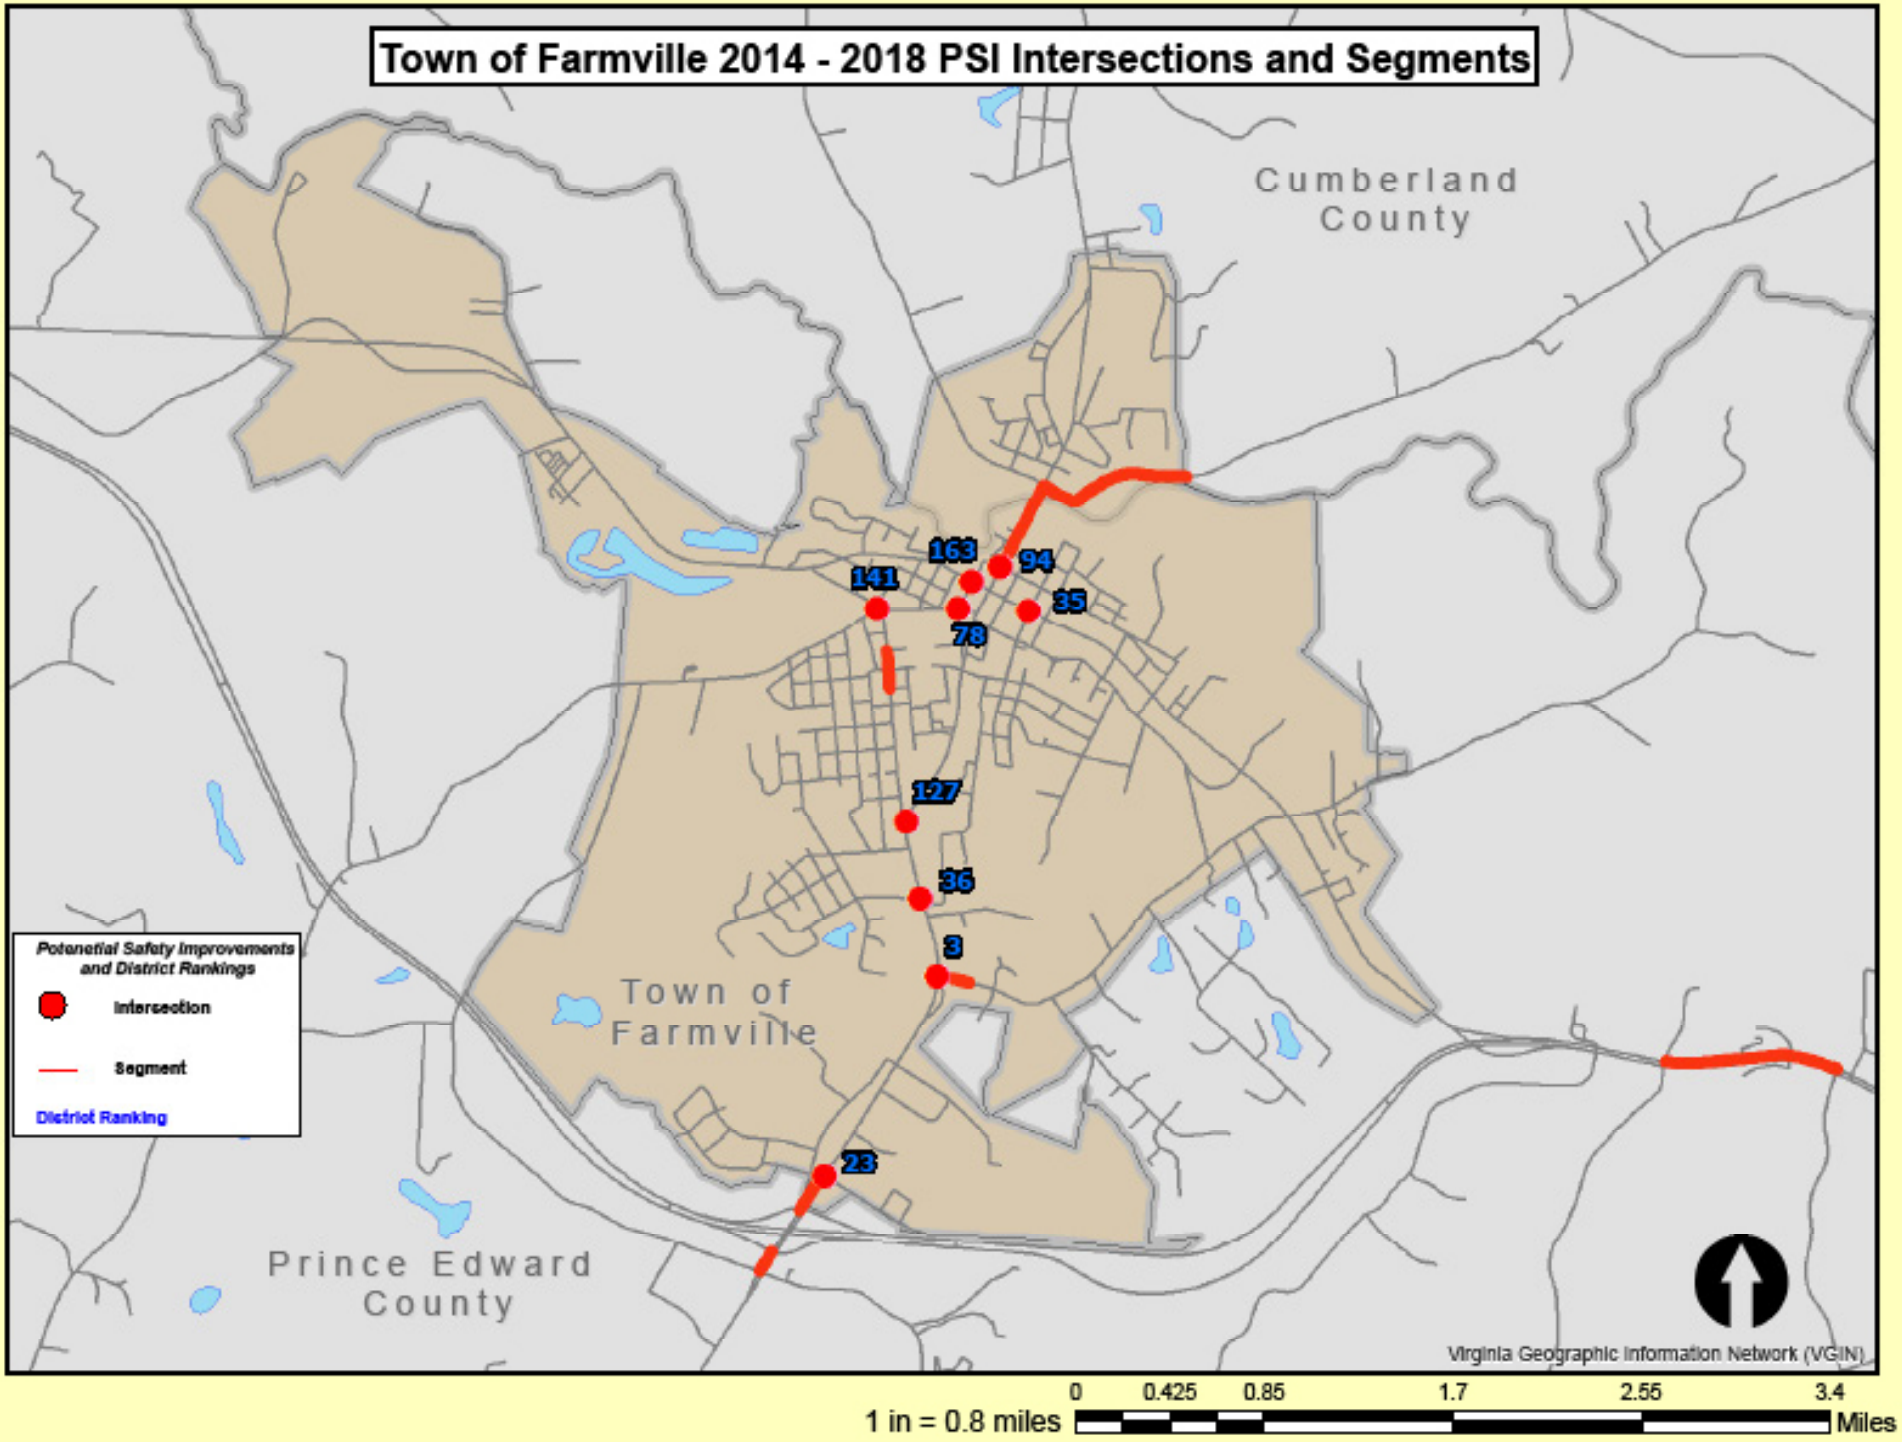 Town of Farmville 2014 - 2018 PSI Intersections and Segments
Cumberland
County
163
94
141
35
78
127
36
3
Potenetial Safety Improvements
and District Rankings
Intersection
Segment
District Ranking
Town of
Farmville
23
Prince Edward
County
Virginia Geographic Information Network (VGIN)
0 0.425 0.85 1.7 2.55 3.4
1 in = 0.8 miles
Miles